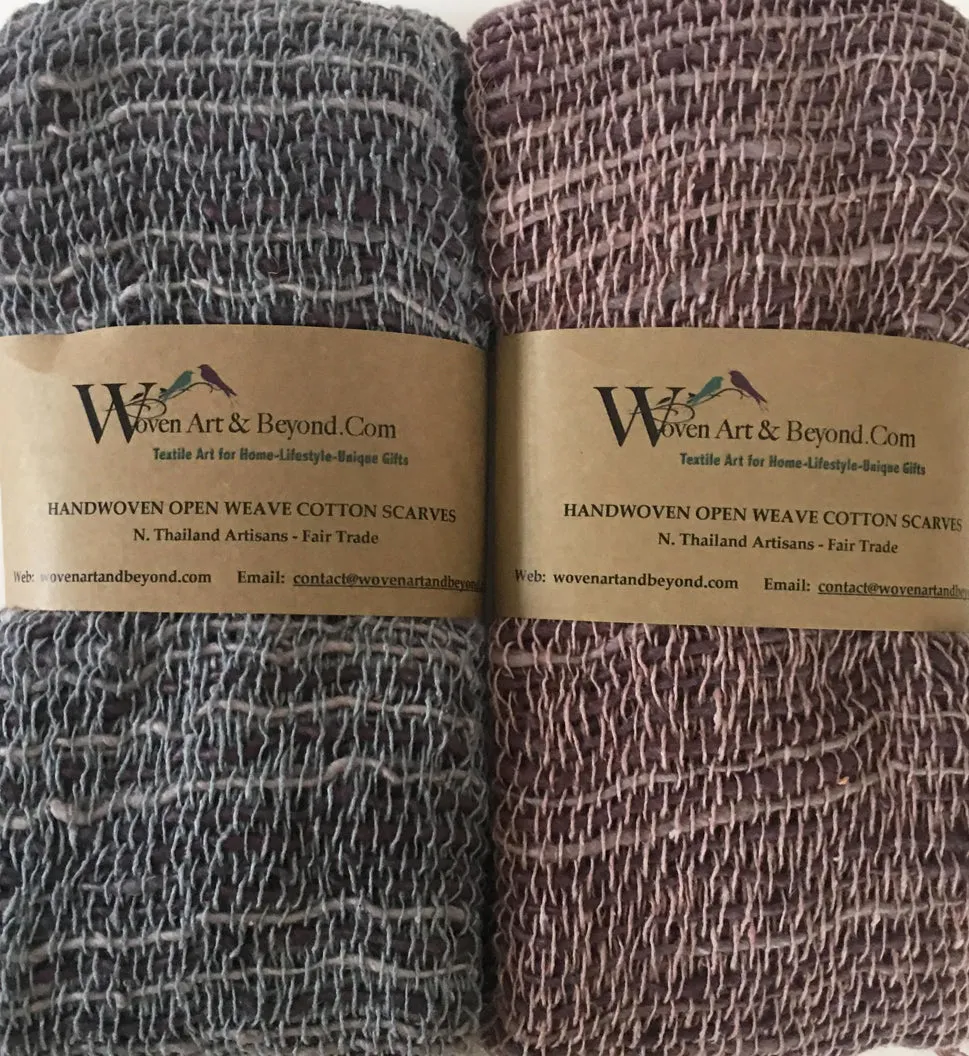 Woven Art & Beyond.Com
Textile Art for Home-Lifestyle-Unique Gifts
HANDWOVEN OPEN WEAVE COTTON SCARVES
N. Thailand Artisans - Fair Trade
Web: wovenartandbeyond.com Email: contact@wovenartandbeyond
Woven Art & Beyond.Com
Textile Art for Home-Lifestyle-Unique Gifts
HANDWOVEN OPEN WEAVE COTTON SCARVES
N. Thailand Artisans - Fair Trade
Web: wovenartandbeyond.com Email: contact@wovenartandbey